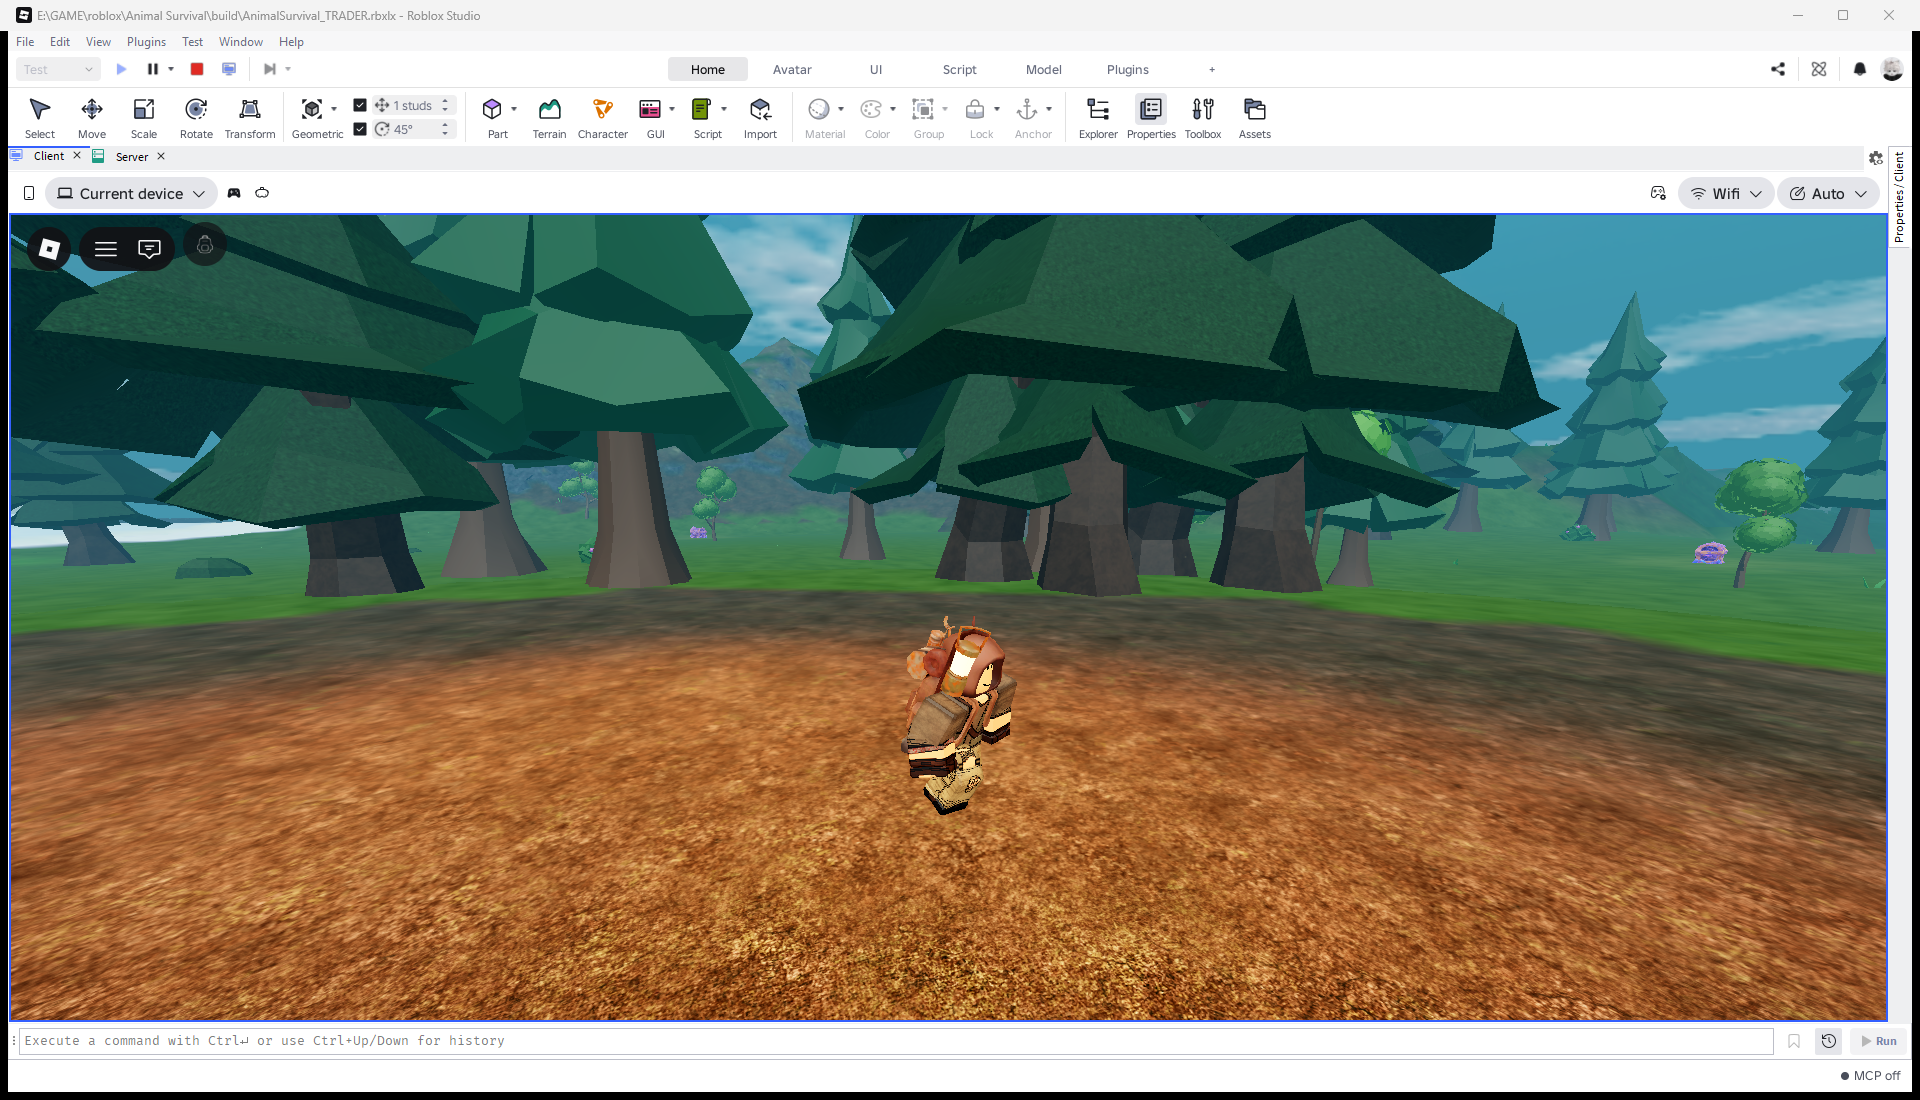 E:\GAME\roblox\Animal Survival\build\AnimalSurvival_TRADER.rbxlx - Roblox Studio
File Edit View Plugins Test Window Help
Test
Home Avatar UI Script Model Plugins +
Select Move Scale Rotate Transform Geometric
1 studs
45°
Part Terrain Character GUI Script Import
Material Color Group Lock Anchor
Explorer Properties Toolbox Assets
Client Server
Current device
Wifi Auto
Properties / Client
Execute a command with Ctrl↵ or use Ctrl+Up/Down for history
Run
MCP off